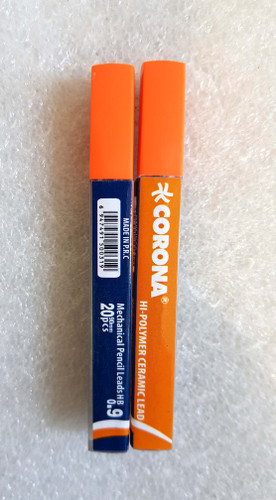 MADE IN P.R.C
Mechanical Pencil Leads HB
20pcs
0.9
CORONA®
HI-POLYMER CERAMIC LEAD